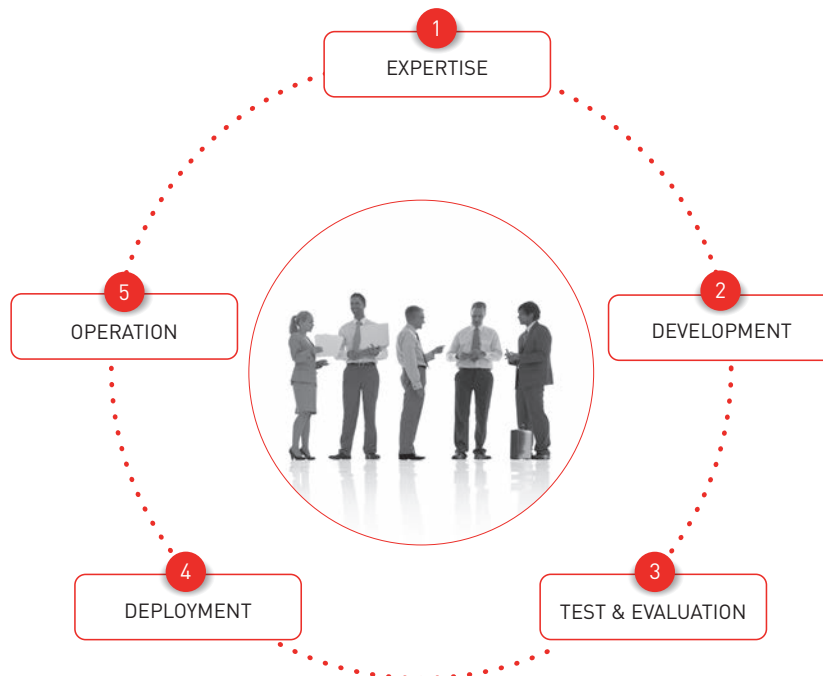 1
EXPERTISE
2
DEVELOPMENT
3
TEST & EVALUATION
4
DEPLOYMENT
5
OPERATION